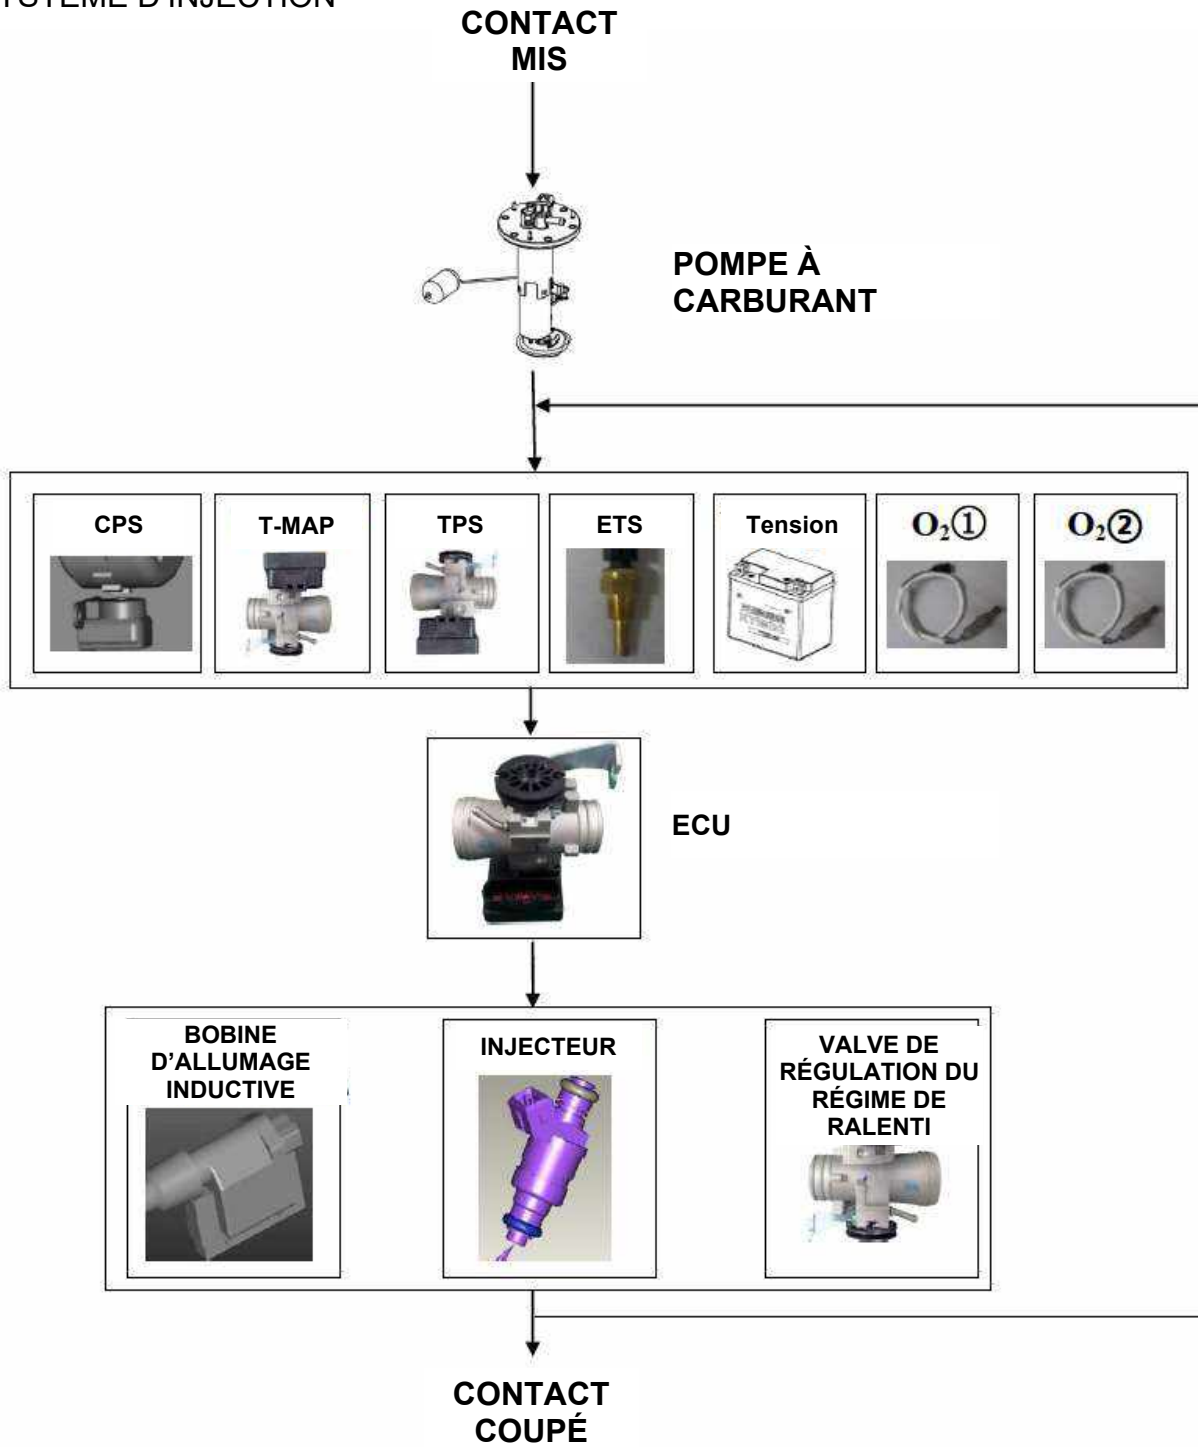 CONTACT
MIS
POMPE À
CARBURANT
CPS
T-MAP
TPS
ETS
Tension
O₂①
O₂②
ECU
BOBINE
D'ALLUMAGE
INDUCTIVE
INJECTEUR
VALVE DE
RÉGULATION DU
RÉGIME DE
RALENTI
CONTACT
COUPÉ